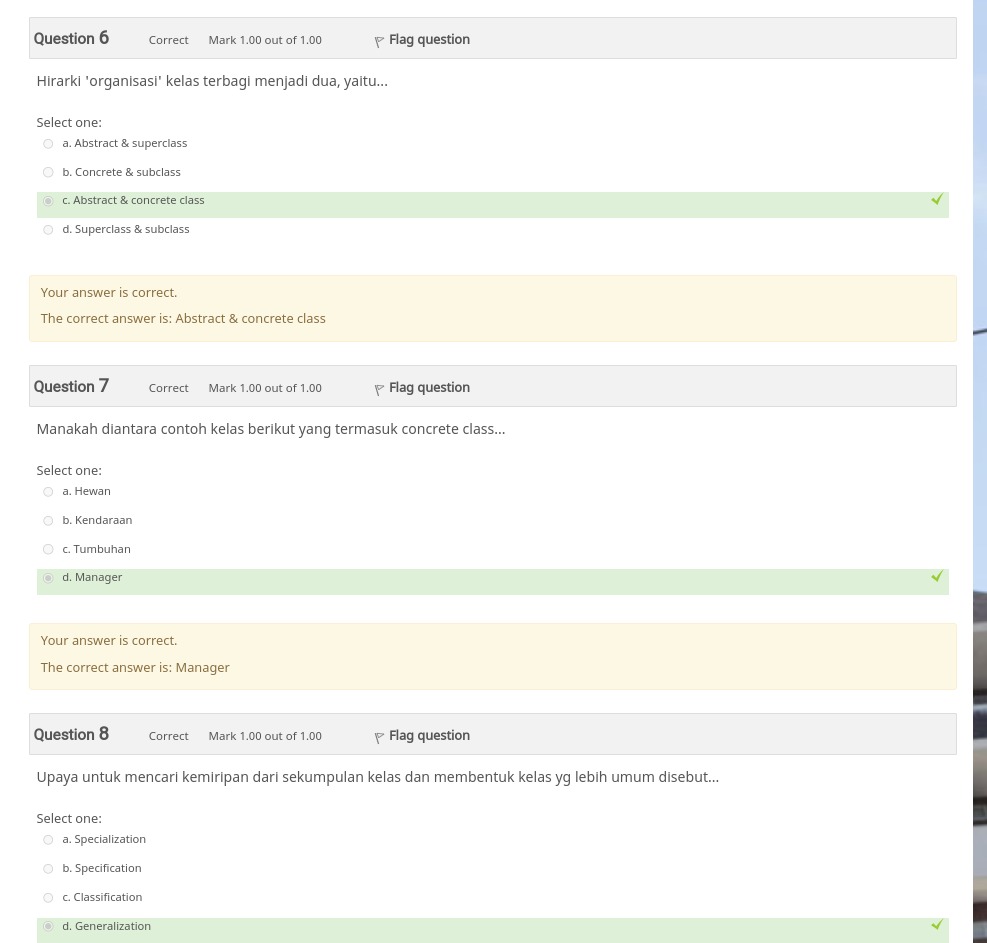 Question 6 Correct Mark 1.00 out of 1.00 Flag question
Hirarki 'organisasi' kelas terbagi menjadi dua, yaitu...
Select one:
a. Abstract & superclass
b. Concrete & subclass
c. Abstract & concrete class
d. Superclass & subclass
Your answer is correct.
The correct answer is: Abstract & concrete class
Question 7 Correct Mark 1.00 out of 1.00 Flag question
Manakah diantara contoh kelas berikut yang termasuk concrete class...
Select one:
a. Hewan
b. Kendaraan
c. Tumbuhan
d. Manager
Your answer is correct.
The correct answer is: Manager
Question 8 Correct Mark 1.00 out of 1.00 Flag question
Upaya untuk mencari kemiripan dari sekumpulan kelas dan membentuk kelas yg lebih umum disebut...
Select one:
a. Specialization
b. Specification
c. Classification
d. Generalization